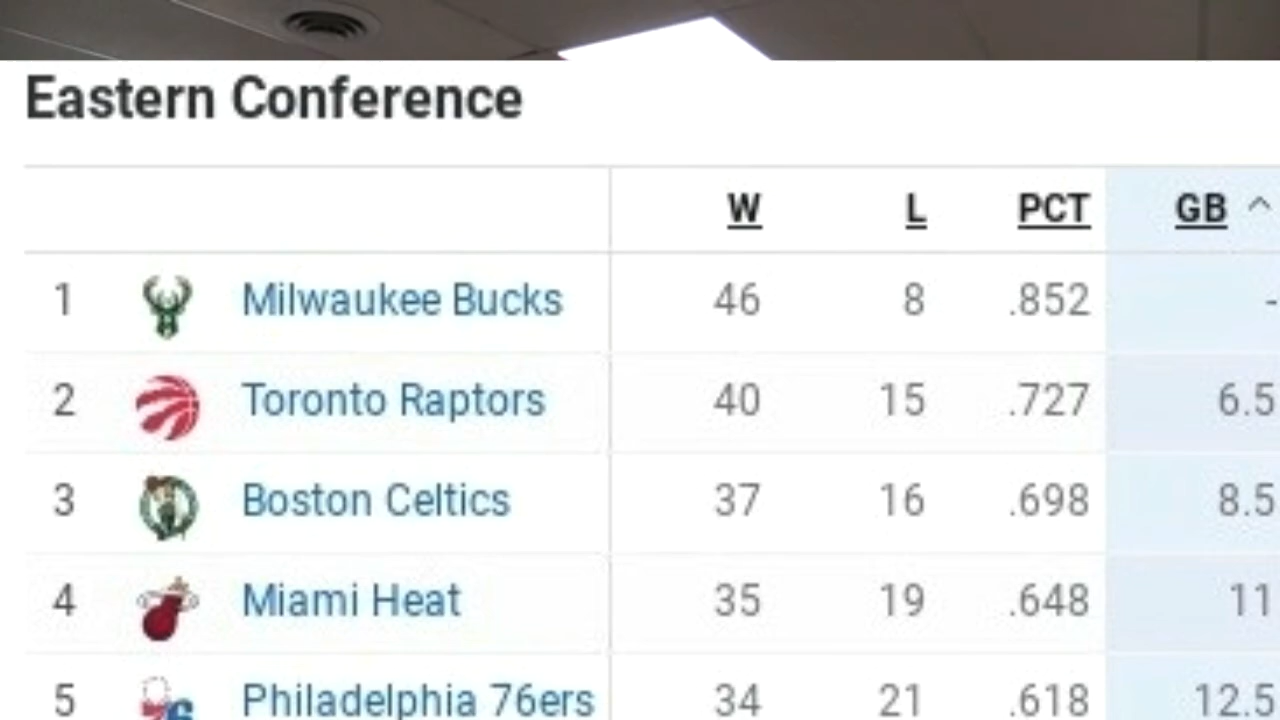 Eastern Conference
W L PCT GB ^
1 Milwaukee Bucks 46 8 .852 -
2 Toronto Raptors 40 15 .727 6.5
3 Boston Celtics 37 16 .698 8.5
4 Miami Heat 35 19 .648 11
5 Philadelphia 76ers 34 21 .618 12.5